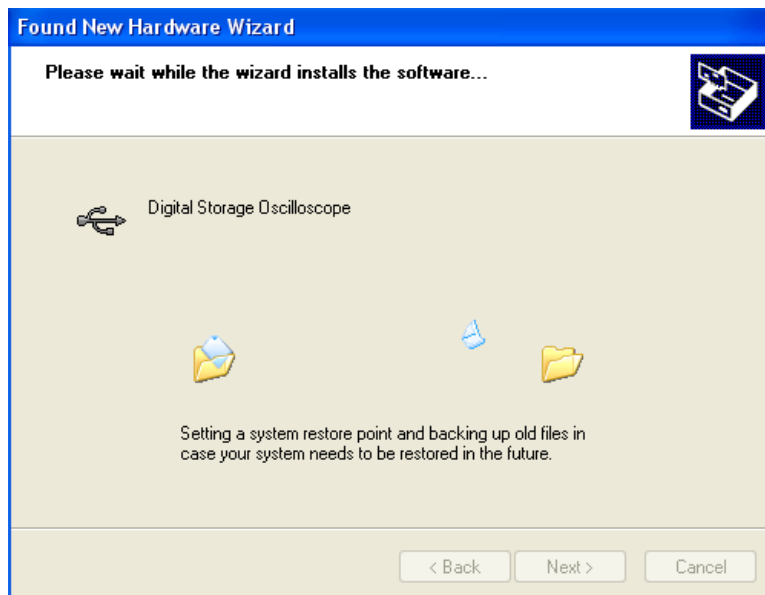 Found New Hardware Wizard
Please wait while the wizard installs the software...
Digital Storage Oscilloscope
Setting a system restore point and backing up old files in
case your system needs to be restored in the future.
< Back
Next >
Cancel